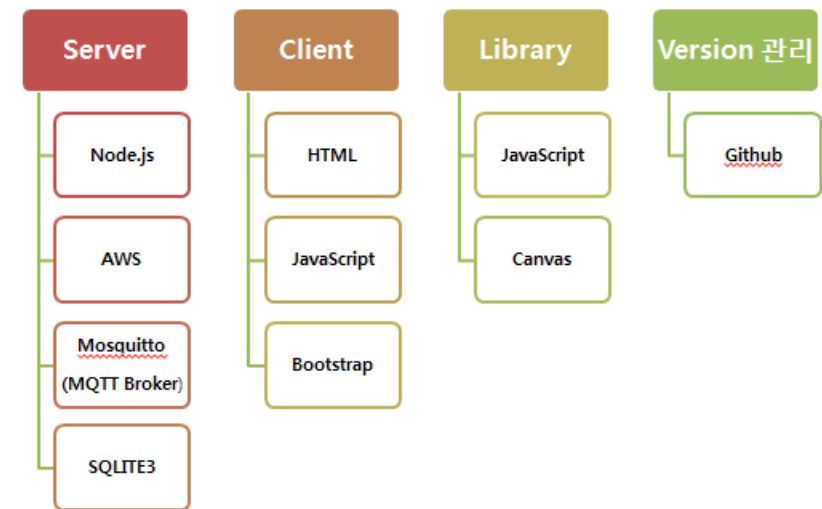 Server
Node.js
AWS
Mosquitto
(MQTT Broker)
SQLITE3
Client
HTML
JavaScript
Bootstrap
Library
JavaScript
Canvas
Version 관리
Github